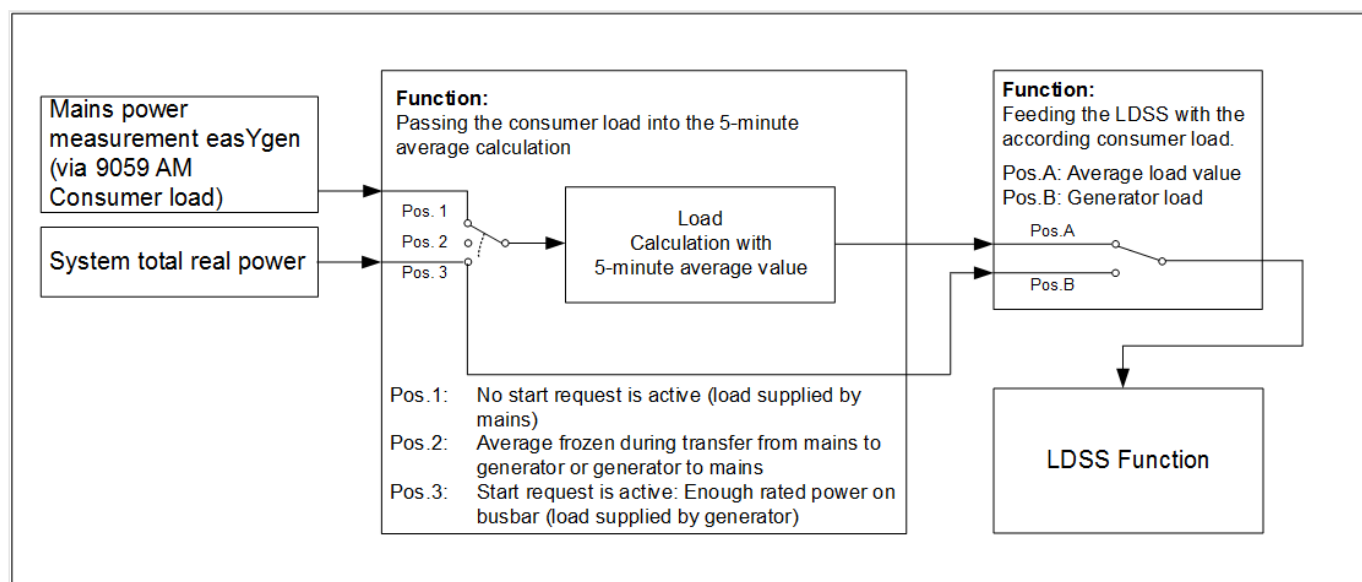 Mains power
measurement easYgen
(via 9059 AM
Consumer load)
System total real power
Function:
Passing the consumer load into the 5-minute
average calculation
Pos. 1
Pos. 2
Pos. 3
Load
Calculation with
5-minute average value
Pos.1: No start request is active (load supplied by
mains)
Pos.2: Average frozen during transfer from mains to
generator or generator to mains
Pos.3: Start request is active: Enough rated power on
busbar (load supplied by generator)
Function:
Feeding the LDSS with the
according consumer load.
Pos.A: Average load value
Pos.B: Generator load
Pos.A
Pos.B
LDSS Function